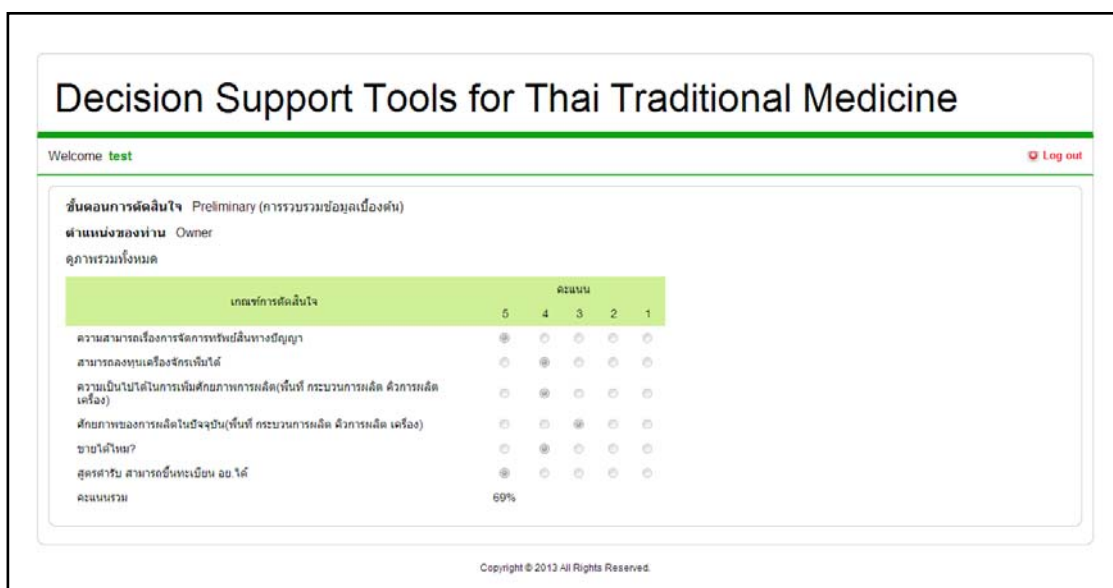 Decision Support Tools for Thai Traditional Medicine
Welcome test
Log out
ขั้นตอนการตัดสินใจ Preliminary (การรวบรวมข้อมูลเบื้องต้น)
ตำแหน่งของท่าน Owner
ดูภาพรวมทั้งหมด
เกณฑ์การตัดสินใจ
คะแนน
5 4 3 2 1
ความสามารถเรื่องการจัดการทรัพย์สินทางปัญญา
สามารถลงทุนเครื่องจักรเพิ่มได้
ความเป็นไปได้ในการเพิ่มศักยภาพการผลิต(พื้นที่ กระบวนการผลิต คิวการผลิต
เครื่อง)
ศักยภาพของการผลิตในปัจจุบัน(พื้นที่ กระบวนการผลิต คิวการผลิต เครื่อง)
ขายได้ไหม?
สูตรตำรับ สามารถขึ้นทะเบียน อย.ได้
คะแนนรวม 69%
Copyright © 2013 All Rights Reserved.